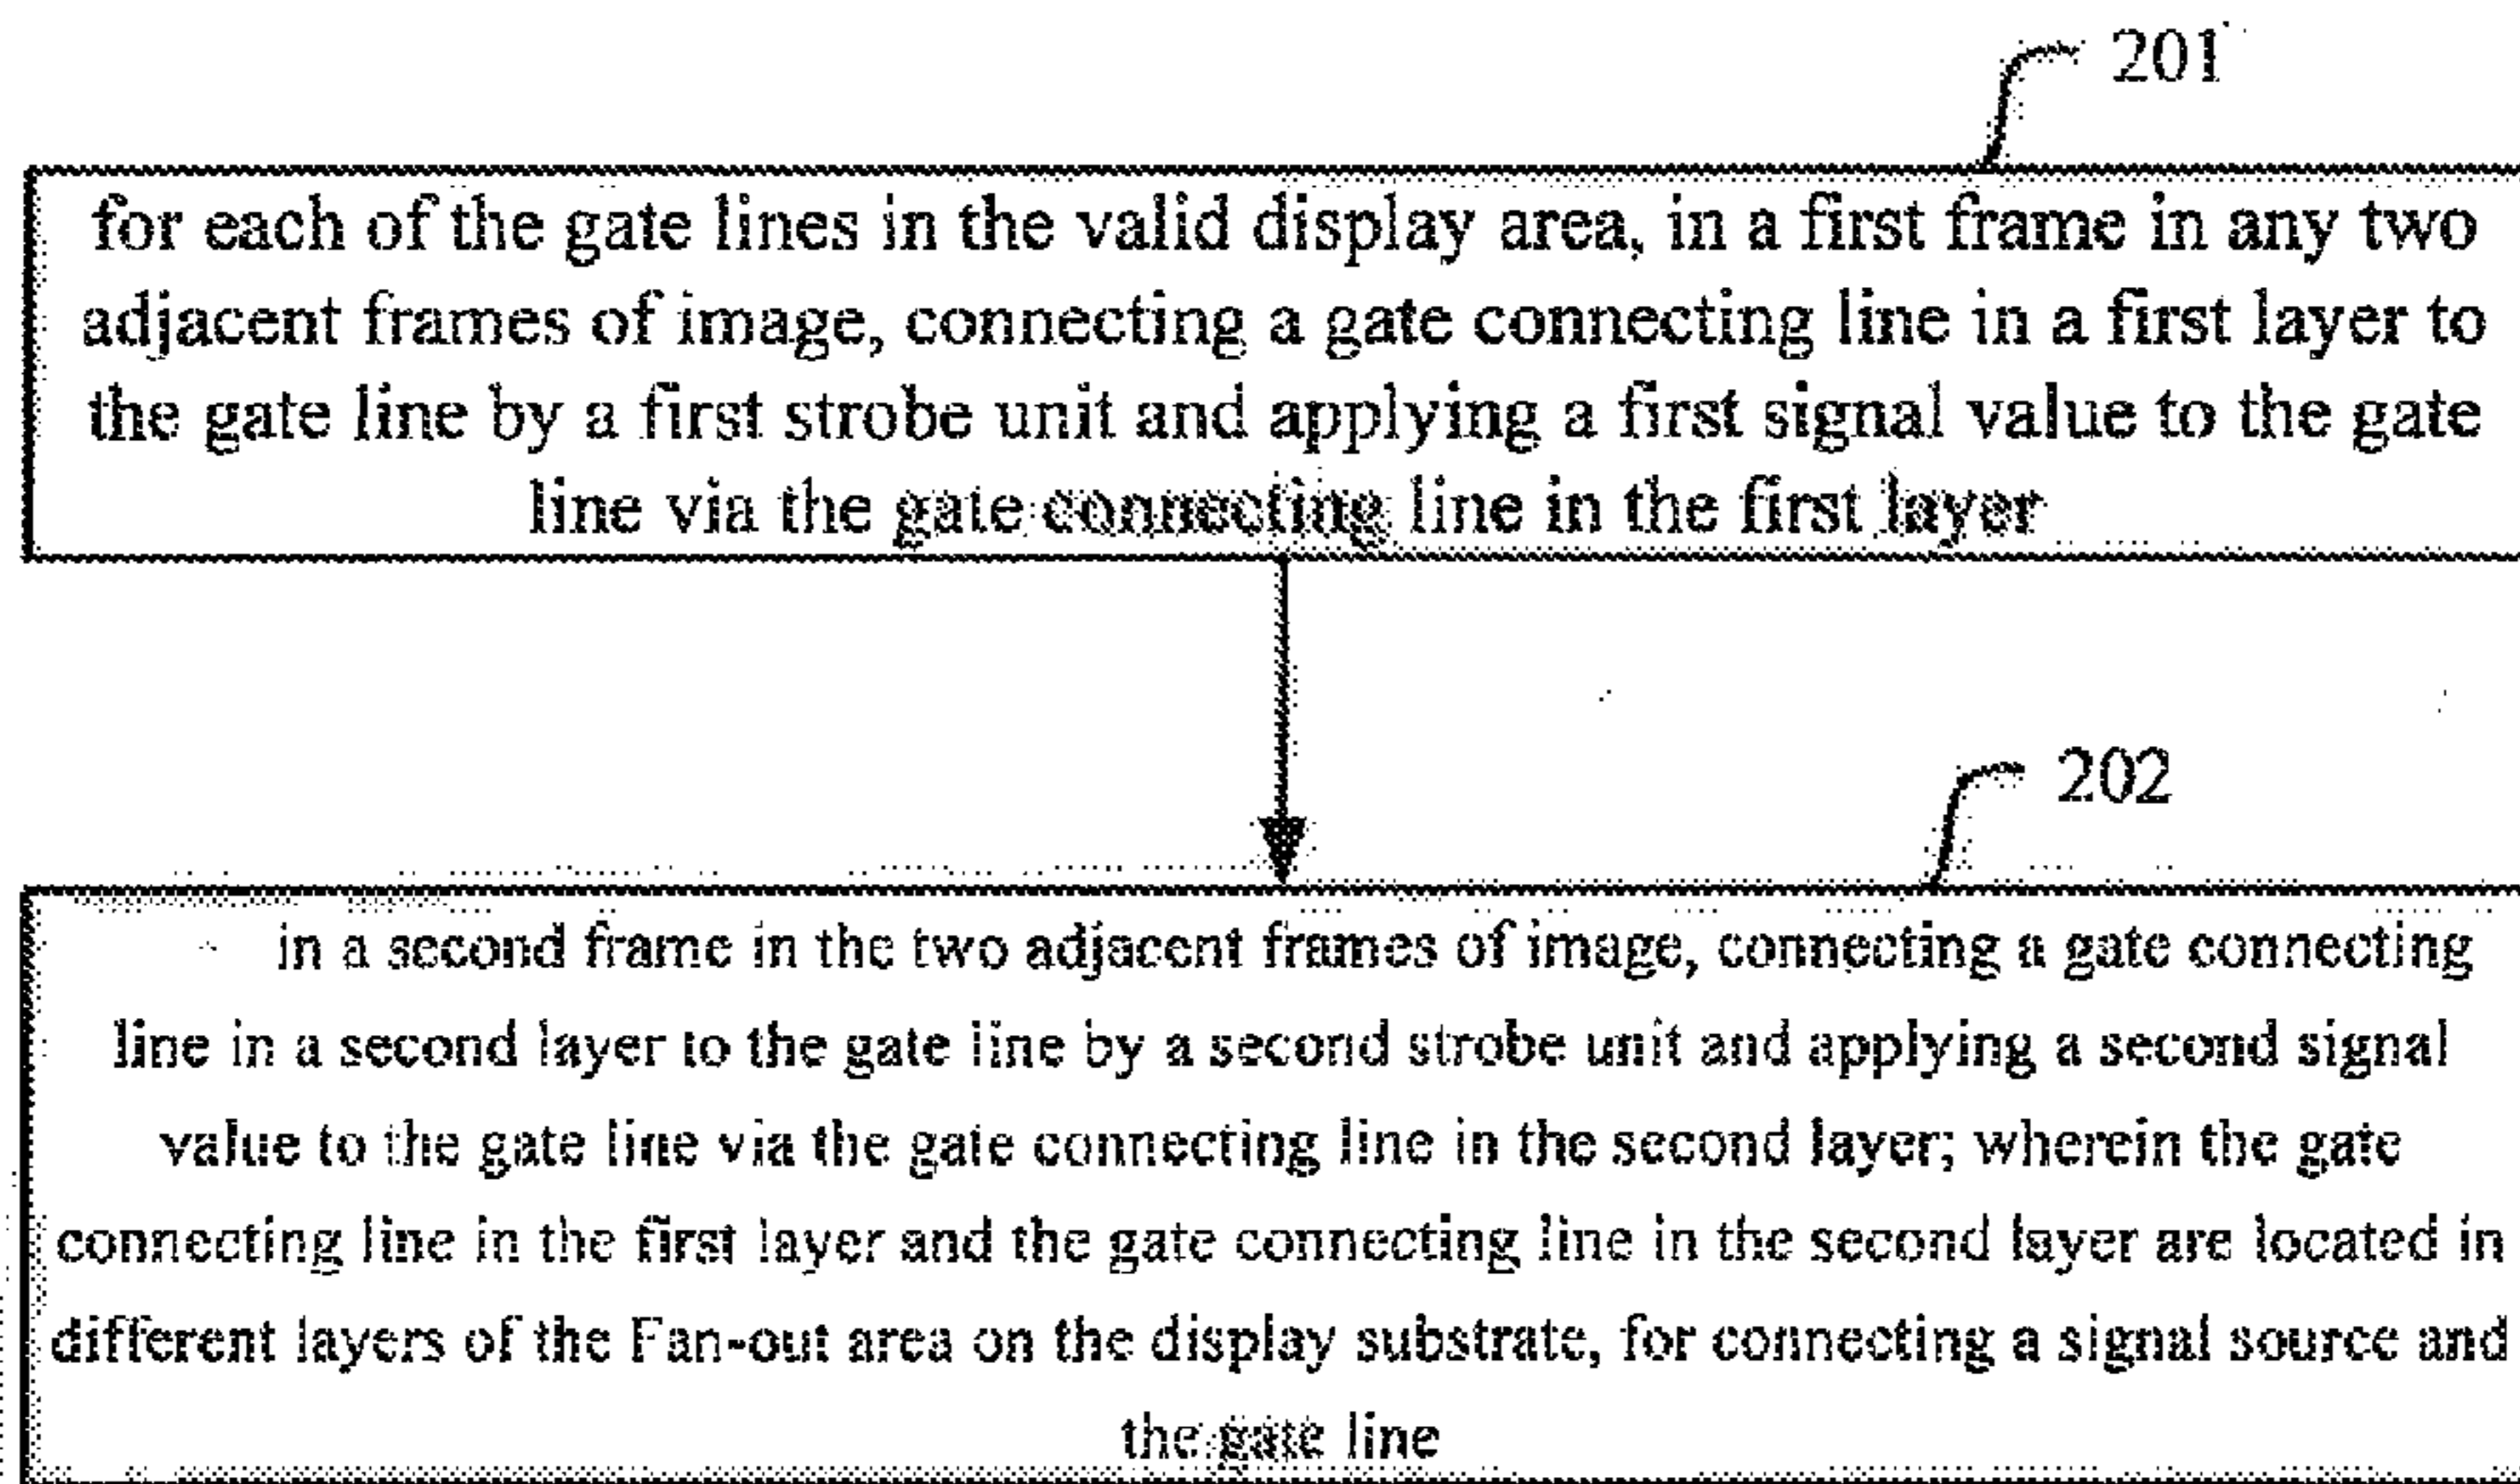 201
for each of the gate lines in the valid display area, in a first frame in any two
adjacent frames of image, connecting a gate connecting line in a first layer to
the gate line by a first strobe unit and applying a first signal value to the gate
line via the gate connecting line in the first layer
202
in a second frame in the two adjacent frames of image, connecting a gate connecting
line in a second layer to the gate line by a second strobe unit and applying a second signal
value to the gate line via the gate connecting line in the second layer; wherein the gate
connecting line in the first layer and the gate connecting line in the second layer are located in
different layers of the Fan-out area on the display substrate, for connecting a signal source and
the gate line